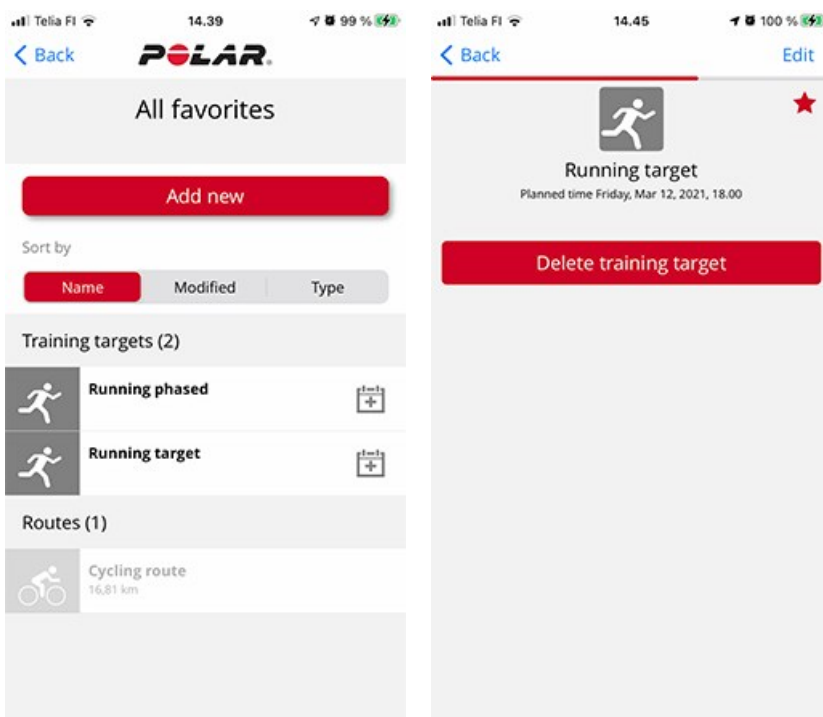 Telia FI 14.39 99 %
Back POLAR.
All favorites
Add new
Sort by
Name Modified Type
Training targets (2)
Running phased
Running target
Routes (1)
Cycling route
16,81 km
Telia FI 14.45 100 %
Back Edit
Running target
Planned time Friday, Mar 12, 2021, 18.00
Delete training target